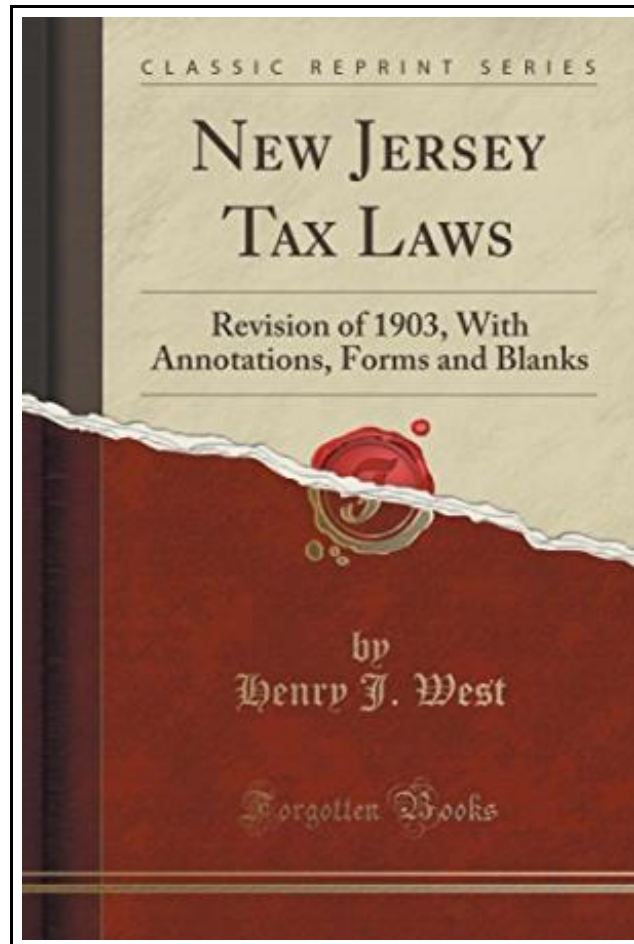 CLASSIC REPRINT SERIES
NEW JERSEY
TAX LAWS
Revision of 1903, With
Annotations, Forms and Blanks
by
Henry J. West
Forgotten Books